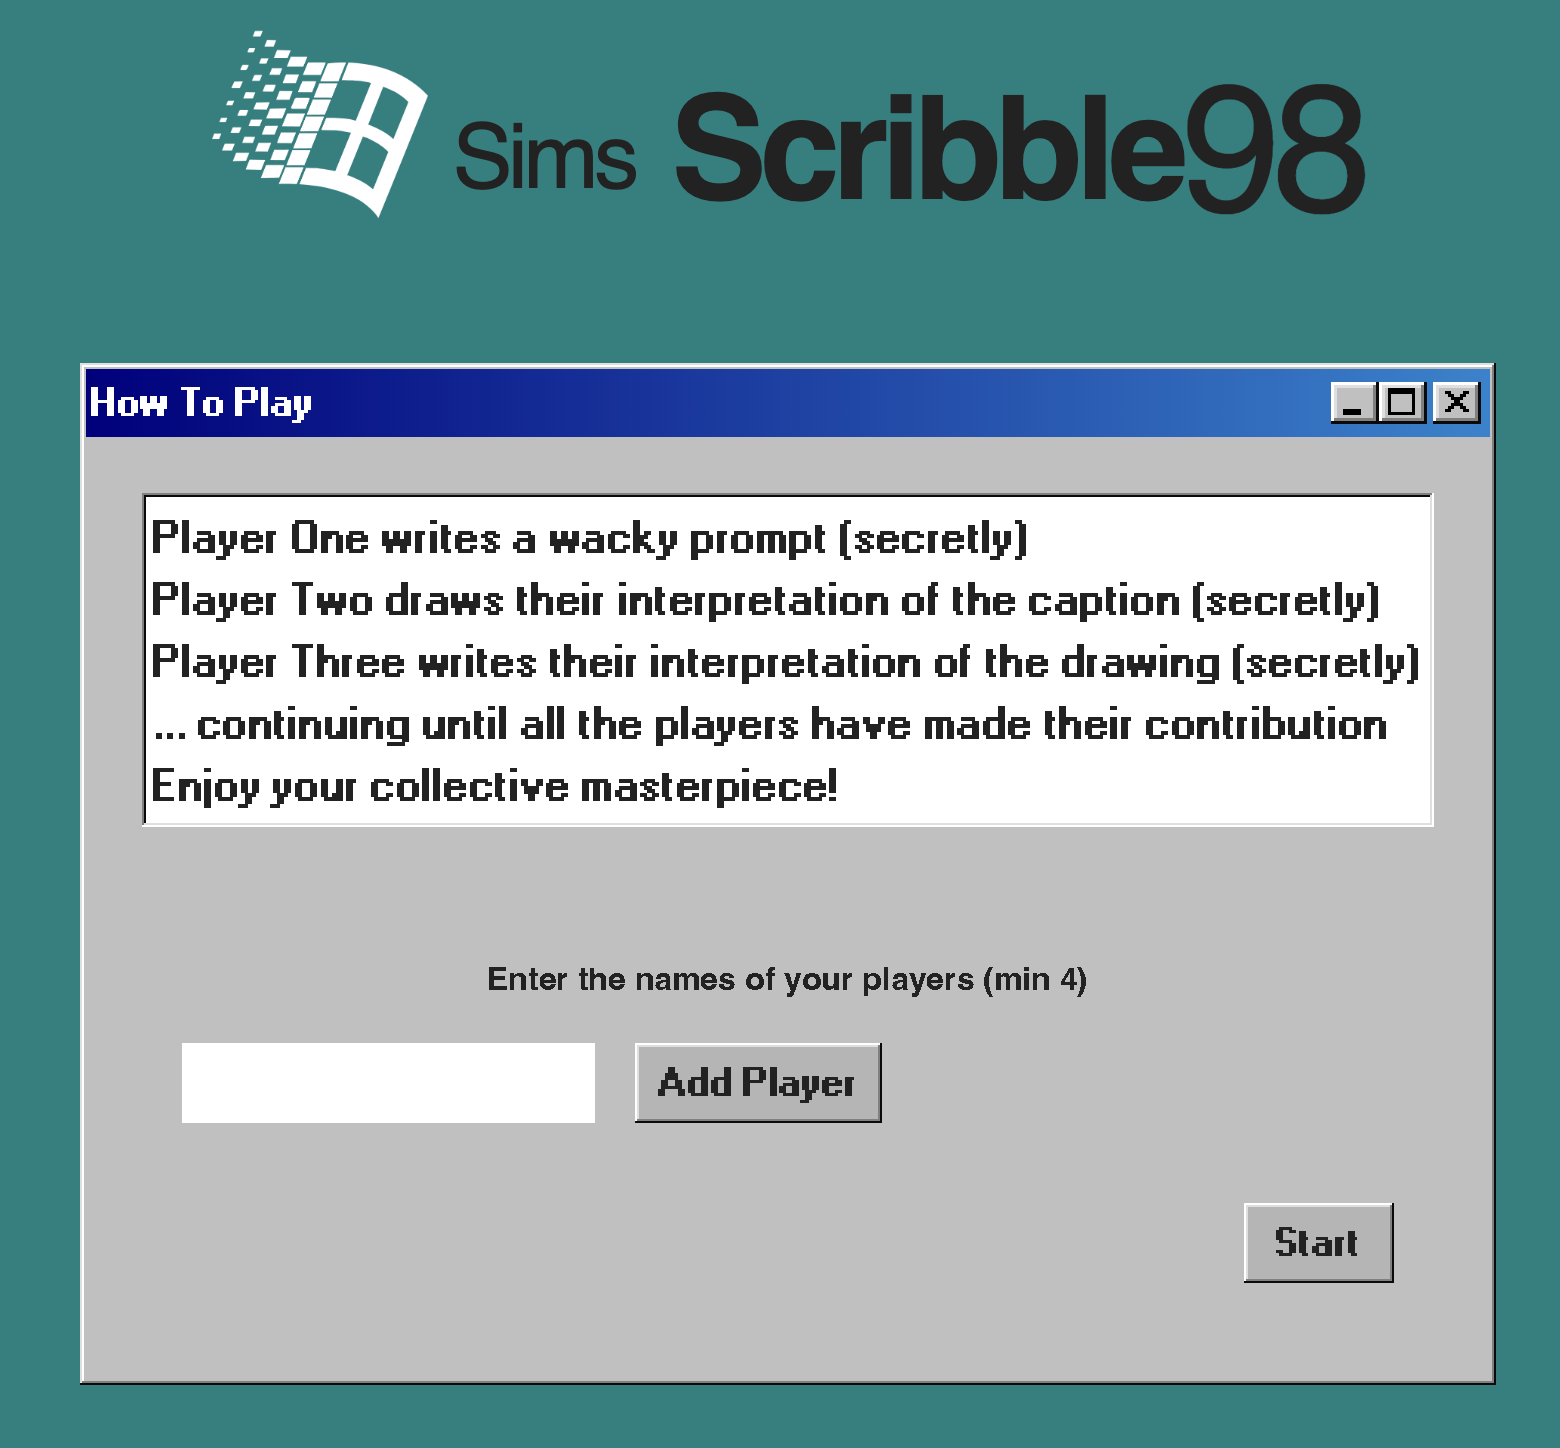 Sims Scribble98
How To Play
Player One writes a wacky prompt (secretly)
Player Two draws their interpretation of the caption (secretly)
Player Three writes their interpretation of the drawing (secretly)
... continuing until all the players have made their contribution
Enjoy your collective masterpiece!
Enter the names of your players (min 4)
Add Player
Start